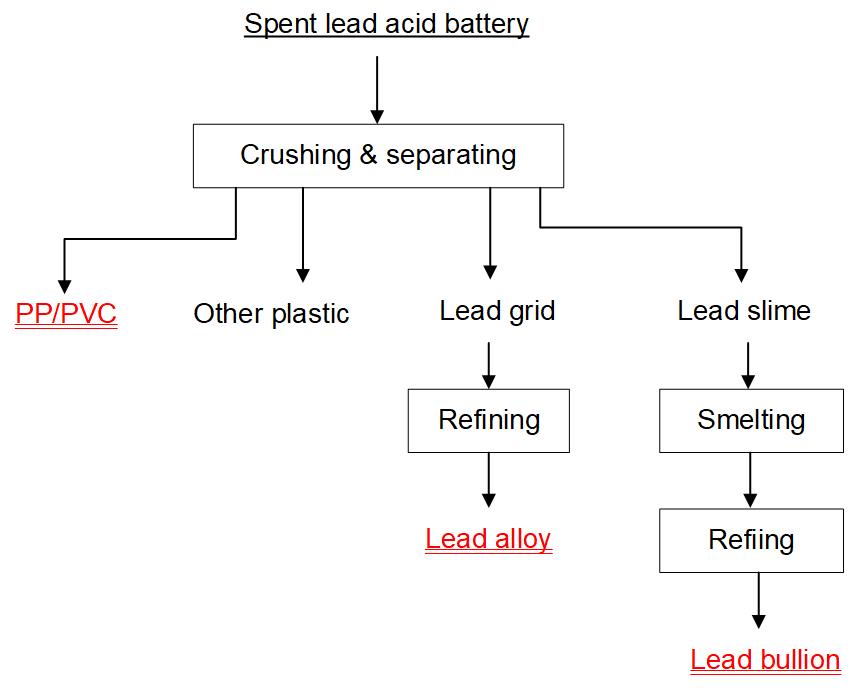 Spent lead acid battery
Crushing & separating
PP/PVC
Other plastic
Lead grid
Lead slime
Refining
Smelting
Lead alloy
Refiing
Lead bullion